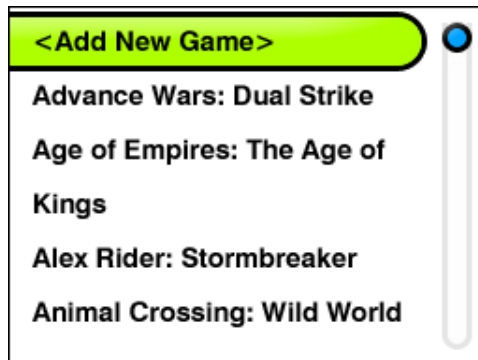 <Add New Game>
Advance Wars: Dual Strike
Age of Empires: The Age of
Kings
Alex Rider: Stormbreaker
Animal Crossing: Wild World